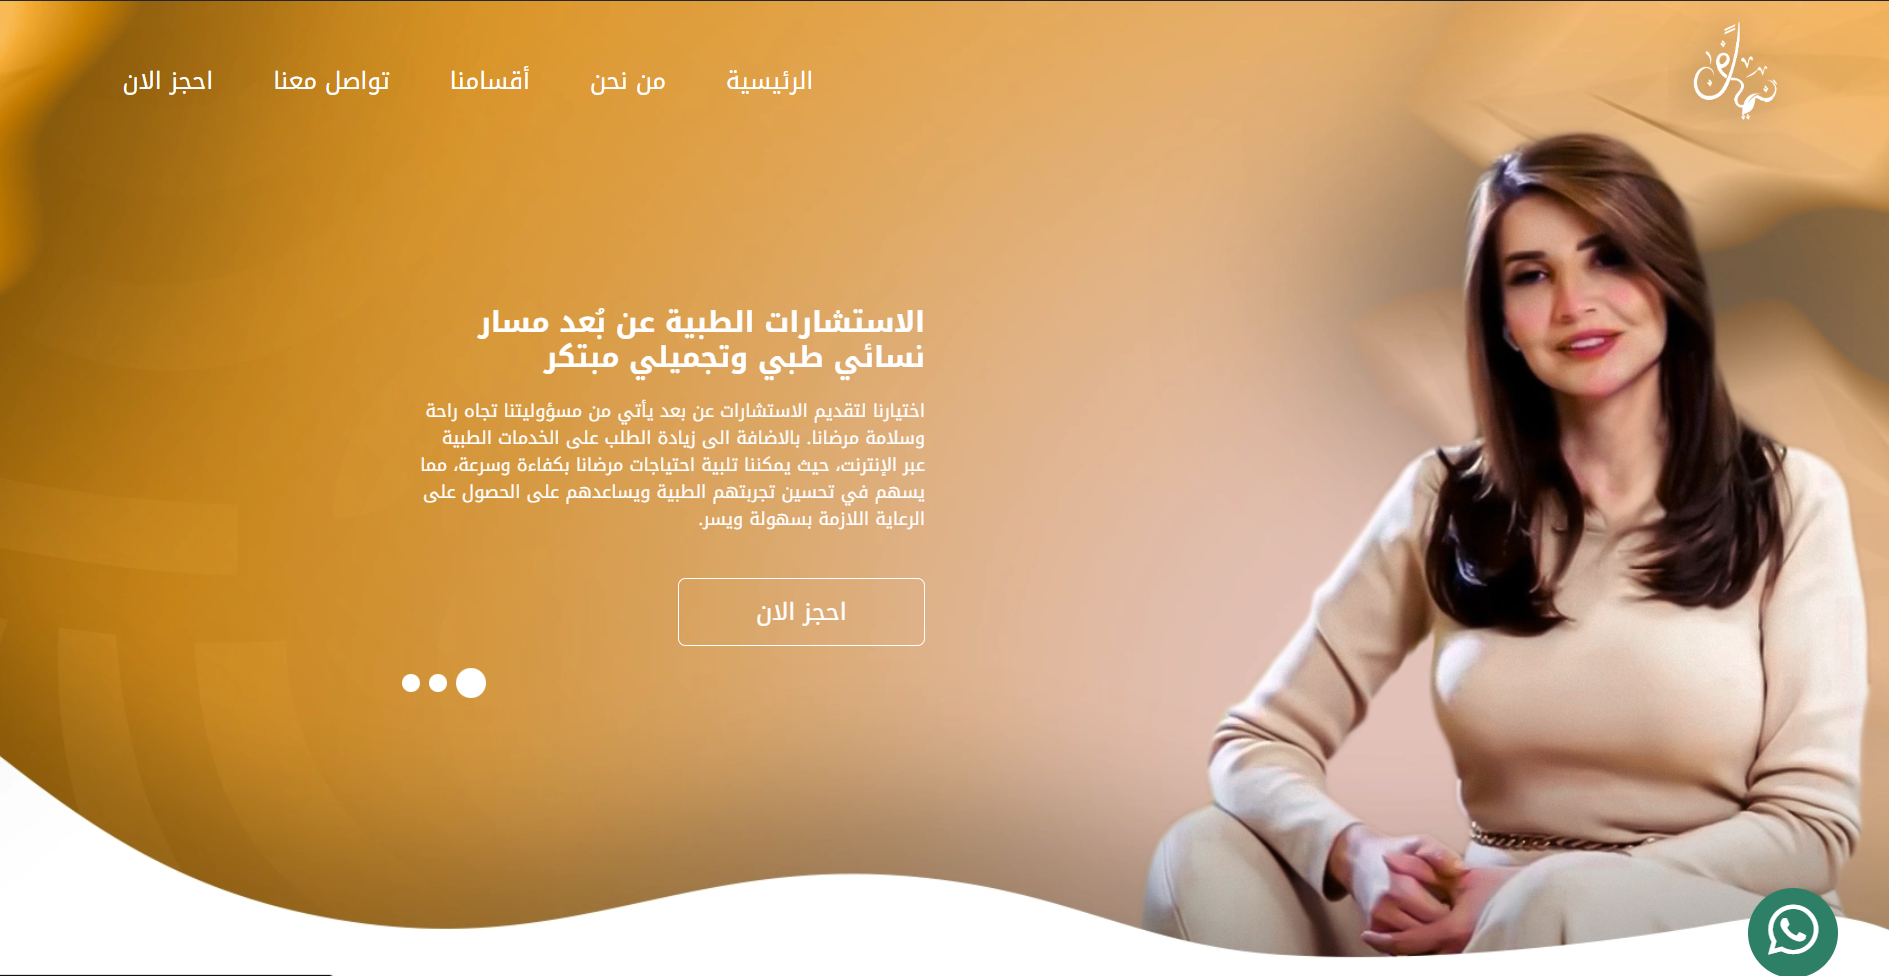 الرئيسية
من نحن
أقسامنا
تواصل معنا
احجز الان
الاستشارات الطبية عن بُعد مسار
نسائي طبي وتجميلي مبتكر
اختيارنا لتقديم الاستشارات عن بعد يأتي من مسؤوليتنا تجاه راحة
وسلامة مرضانا. بالاضافة الى زيادة الطلب على الخدمات الطبية
عبر الإنترنت، حيث يمكننا تلبية احتياجات مرضانا بكفاءة وسرعة، مما
يسهم في تحسين تجربتهم الطبية ويساعدهم على الحصول على
الرعاية اللازمة بسهولة ويسر.
احجز الان